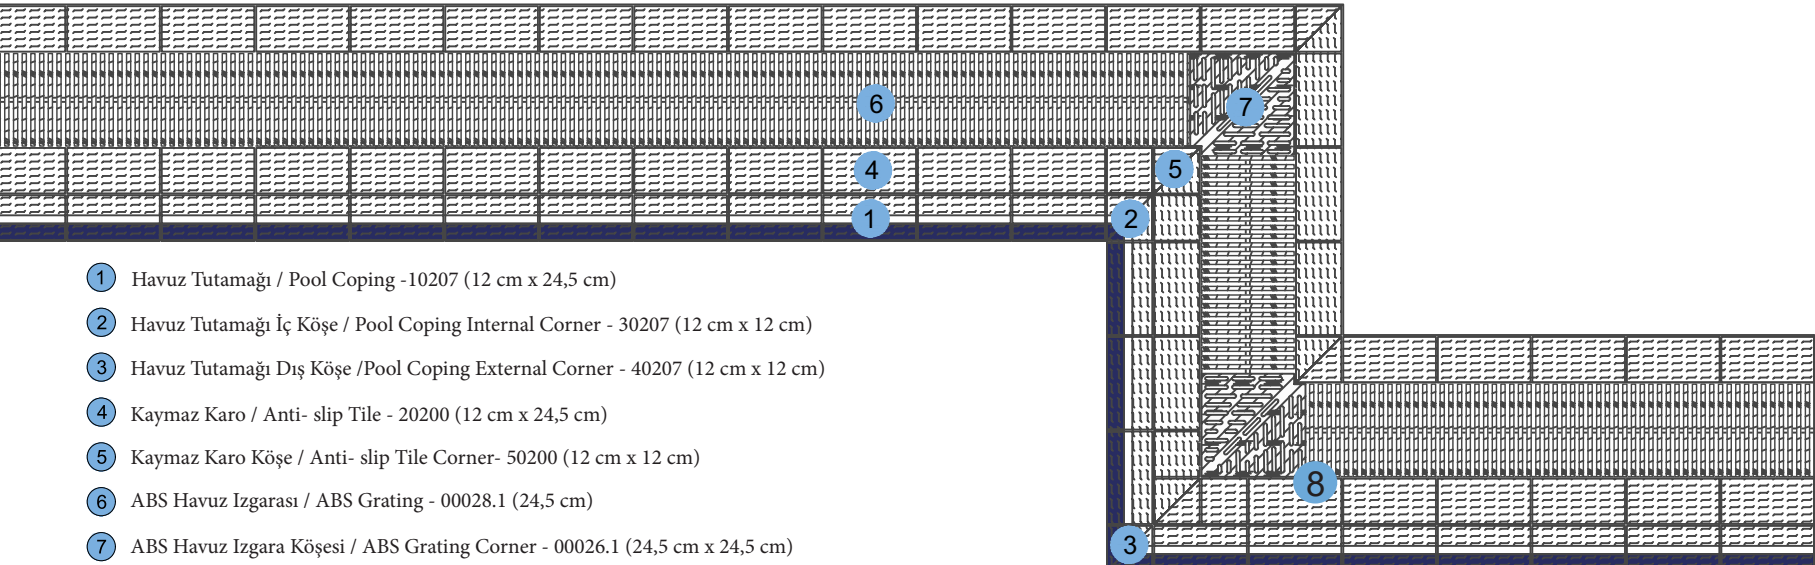 6
7
4
5
1
2
1 Havuz Tutamağı / Pool Coping -10207 (12 cm x 24,5 cm)
2 Havuz Tutamağı İç Köşe / Pool Coping Internal Corner - 30207 (12 cm x 12 cm)
3 Havuz Tutamağı Dış Köşe /Pool Coping External Corner - 40207 (12 cm x 12 cm)
4 Kaymaz Karo / Anti- slip Tile - 20200 (12 cm x 24,5 cm)
5 Kaymaz Karo Köşe / Anti- slip Tile Corner- 50200 (12 cm x 12 cm)
6 ABS Havuz Izgarası / ABS Grating - 00028.1 (24,5 cm)
7 ABS Havuz Izgara Köşesi / ABS Grating Corner - 00026.1 (24,5 cm x 24,5 cm)
8
3